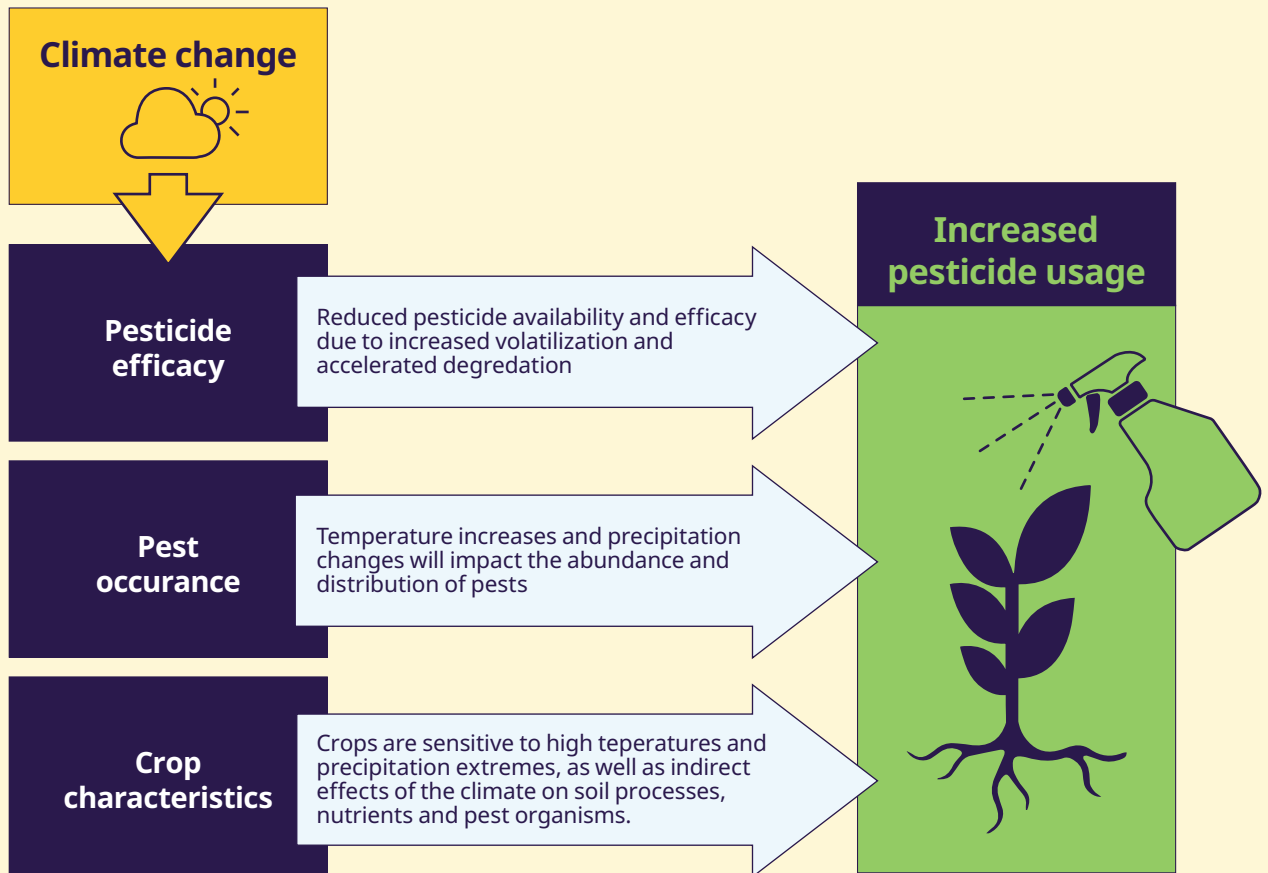 Climate change
Pesticide
efficacy
Reduced pesticide availability and efficacy
due to increased volatilization and
accelerated degredation
Increased
pesticide usage
Pest
occurance
Temperature increases and precipitation
changes will impact the abundance and
distribution of pests
Crop
characteristics
Crops are sensitive to high teperatures and
precipitation extremes, as well as indirect
effects of the climate on soil processes,
nutrients and pest organisms.